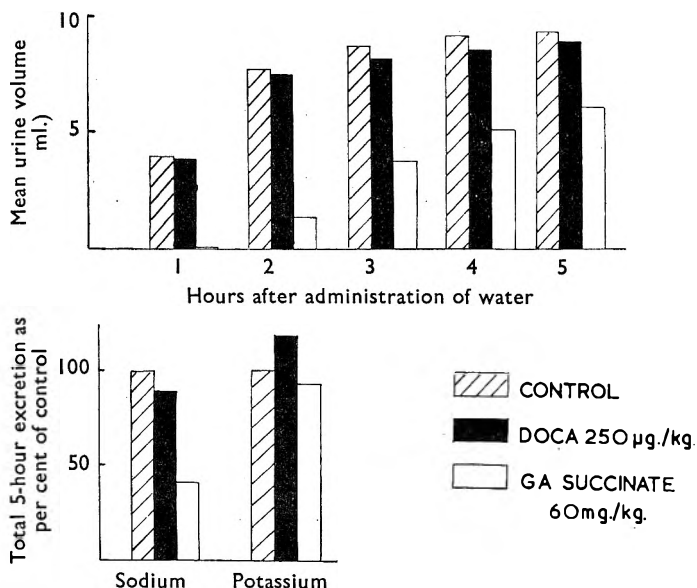 Mean urine volume
ml.)
10
5
1
2
3
4
5
Hours after administration of water
Total 5-hour excretion as
per cent of control
100
50
Sodium
Potassium
CONTROL
DOCA 250 µg./kg.
GA SUCCINATE
60mg./kg.